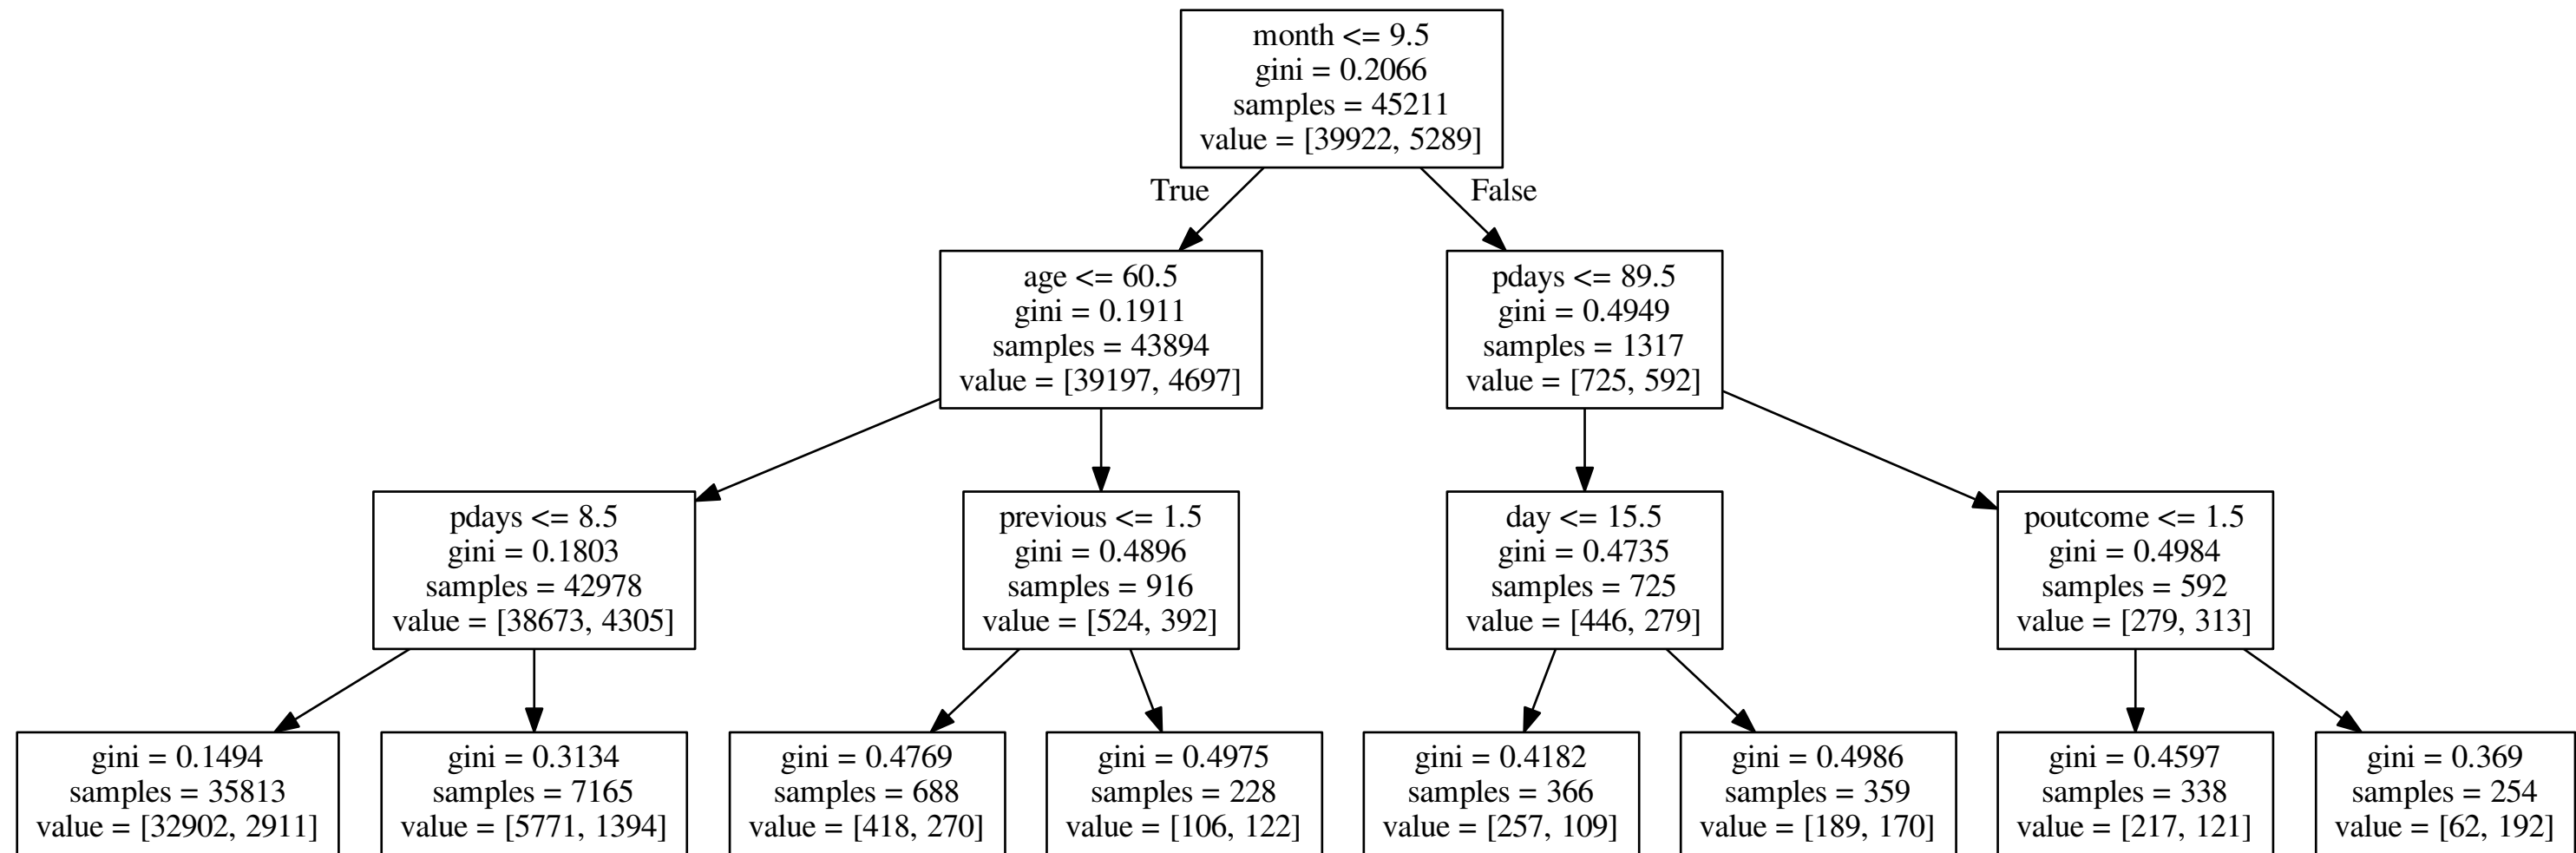 month <= 9.5
gini = 0.2066
samples = 45211
value = [39922, 5289]
True
False
age <= 60.5
gini = 0.1911
samples = 43894
value = [39197, 4697]
pdays <= 89.5
gini = 0.4949
samples = 1317
value = [725, 592]
pdays <= 8.5
gini = 0.1803
samples = 42978
value = [38673, 4305]
previous <= 1.5
gini = 0.4896
samples = 916
value = [524, 392]
day <= 15.5
gini = 0.4735
samples = 725
value = [446, 279]
poutcome <= 1.5
gini = 0.4984
samples = 592
value = [279, 313]
gini = 0.1494
samples = 35813
value = [32902, 2911]
gini = 0.3134
samples = 7165
value = [5771, 1394]
gini = 0.4769
samples = 688
value = [418, 270]
gini = 0.4975
samples = 228
value = [106, 122]
gini = 0.4182
samples = 366
value = [257, 109]
gini = 0.4986
samples = 359
value = [189, 170]
gini = 0.4597
samples = 338
value = [217, 121]
gini = 0.369
samples = 254
value = [62, 192]